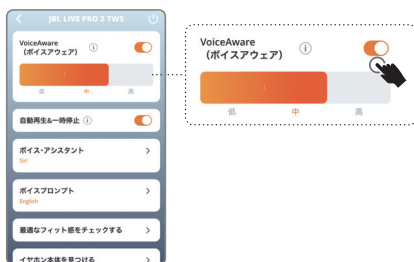 JBL LIVE PRO 2 TWS
VoiceAware
（ボイスアウェア）
低 中 高
自動再生&一時停止
ボイス・アシスタント
Siri
ボイスプロンプト
English
最適なフィット感をチェックする
イヤホン本体を見つける
VoiceAware
（ボイスアウェア）
低 中 高